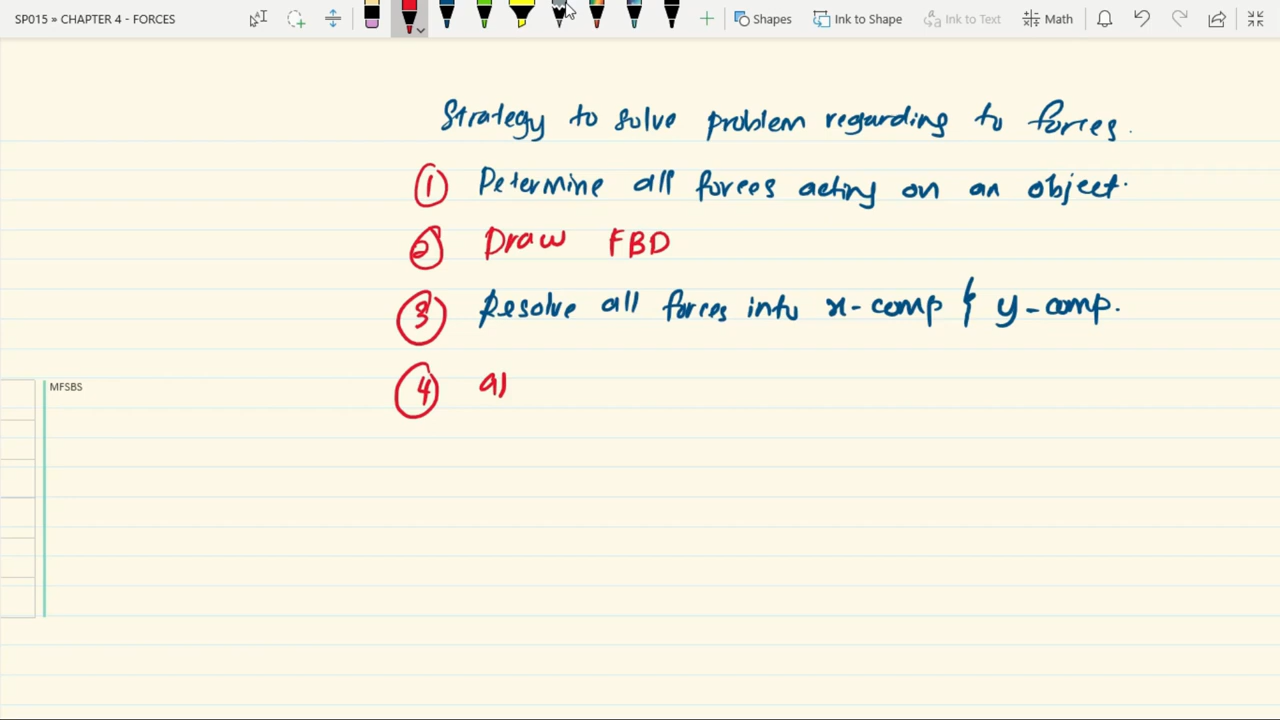 SP015 » CHAPTER 4 - FORCES
Shapes
Ink to Shape
Ink to Text
Math
Strategy to solve problem regarding to forces.
① Determine all forces acting on an object.
② Draw FBD
③ Resolve all forces into x-comp & y-comp.
④ a)
MFSBS